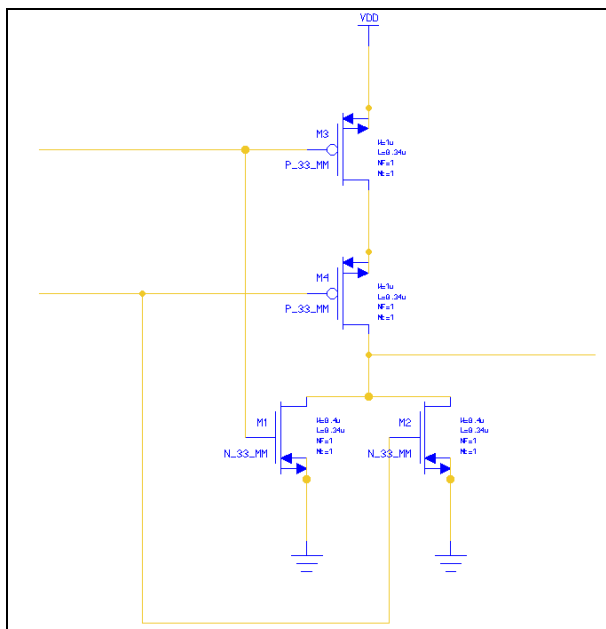 VDD
M3
P_33_MM
W=1u
L=0.34u
NF=1
M=1
M4
P_33_MM
W=1u
L=0.34u
NF=1
M=1
M1
N_33_MM
W=0.4u
L=0.34u
NF=1
M=1
M2
N_33_MM
W=0.4u
L=0.34u
NF=1
M=1